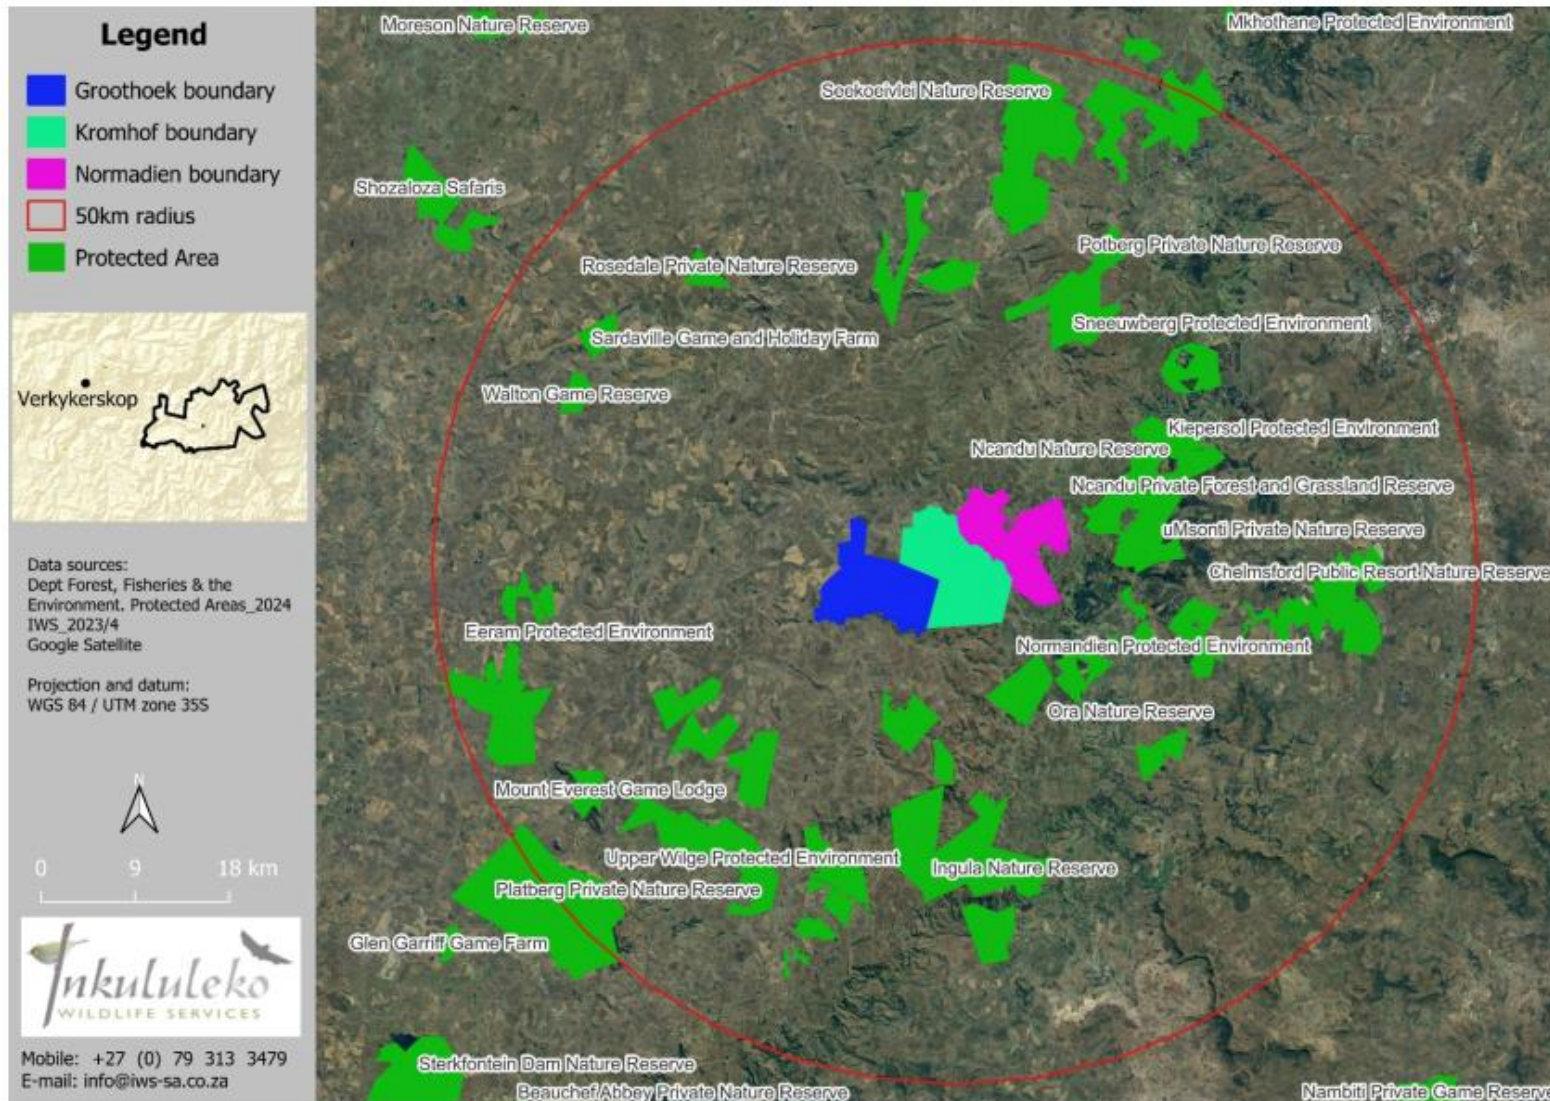 Legend
Groothoek boundary
Kromhof boundary
Normadien boundary
50km radius
Protected Area
Verkykerskop
Data sources:
Dept Forest, Fisheries & the
Environment. Protected Areas_2024
IWS_2023/4
Google Satellite
Projection and datum:
WGS 84 / UTM zone 35S
N
0 9 18 km
Inkululeko
WILDLIFE SERVICES
Mobile: +27 (0) 79 313 3479
E-mail: info@iws-sa.co.za
Moreson Nature Reserve
Mkhothane Protected Environment
Seekoeivlei Nature Reserve
Shozaloza Safaris
Potberg Private Nature Reserve
Rosedale Private Nature Reserve
Sneeuwberg Protected Environment
Sardaville Game and Holiday Farm
Walton Game Reserve
Kiepersol Protected Environment
Ncandu Nature Reserve
Ncandu Private Forest and Grassland Reserve
uMsonti Private Nature Reserve
Chelmsford Public Resort Nature Reserve
Eeram Protected Environment
Normandien Protected Environment
Ora Nature Reserve
Mount Everest Game Lodge
Upper Wilge Protected Environment
Ingula Nature Reserve
Platberg Private Nature Reserve
Glen Garriff Game Farm
Sterkfontein Dam Nature Reserve
Beauchef Abbey Private Nature Reserve
Nambiti Private Game Reserve